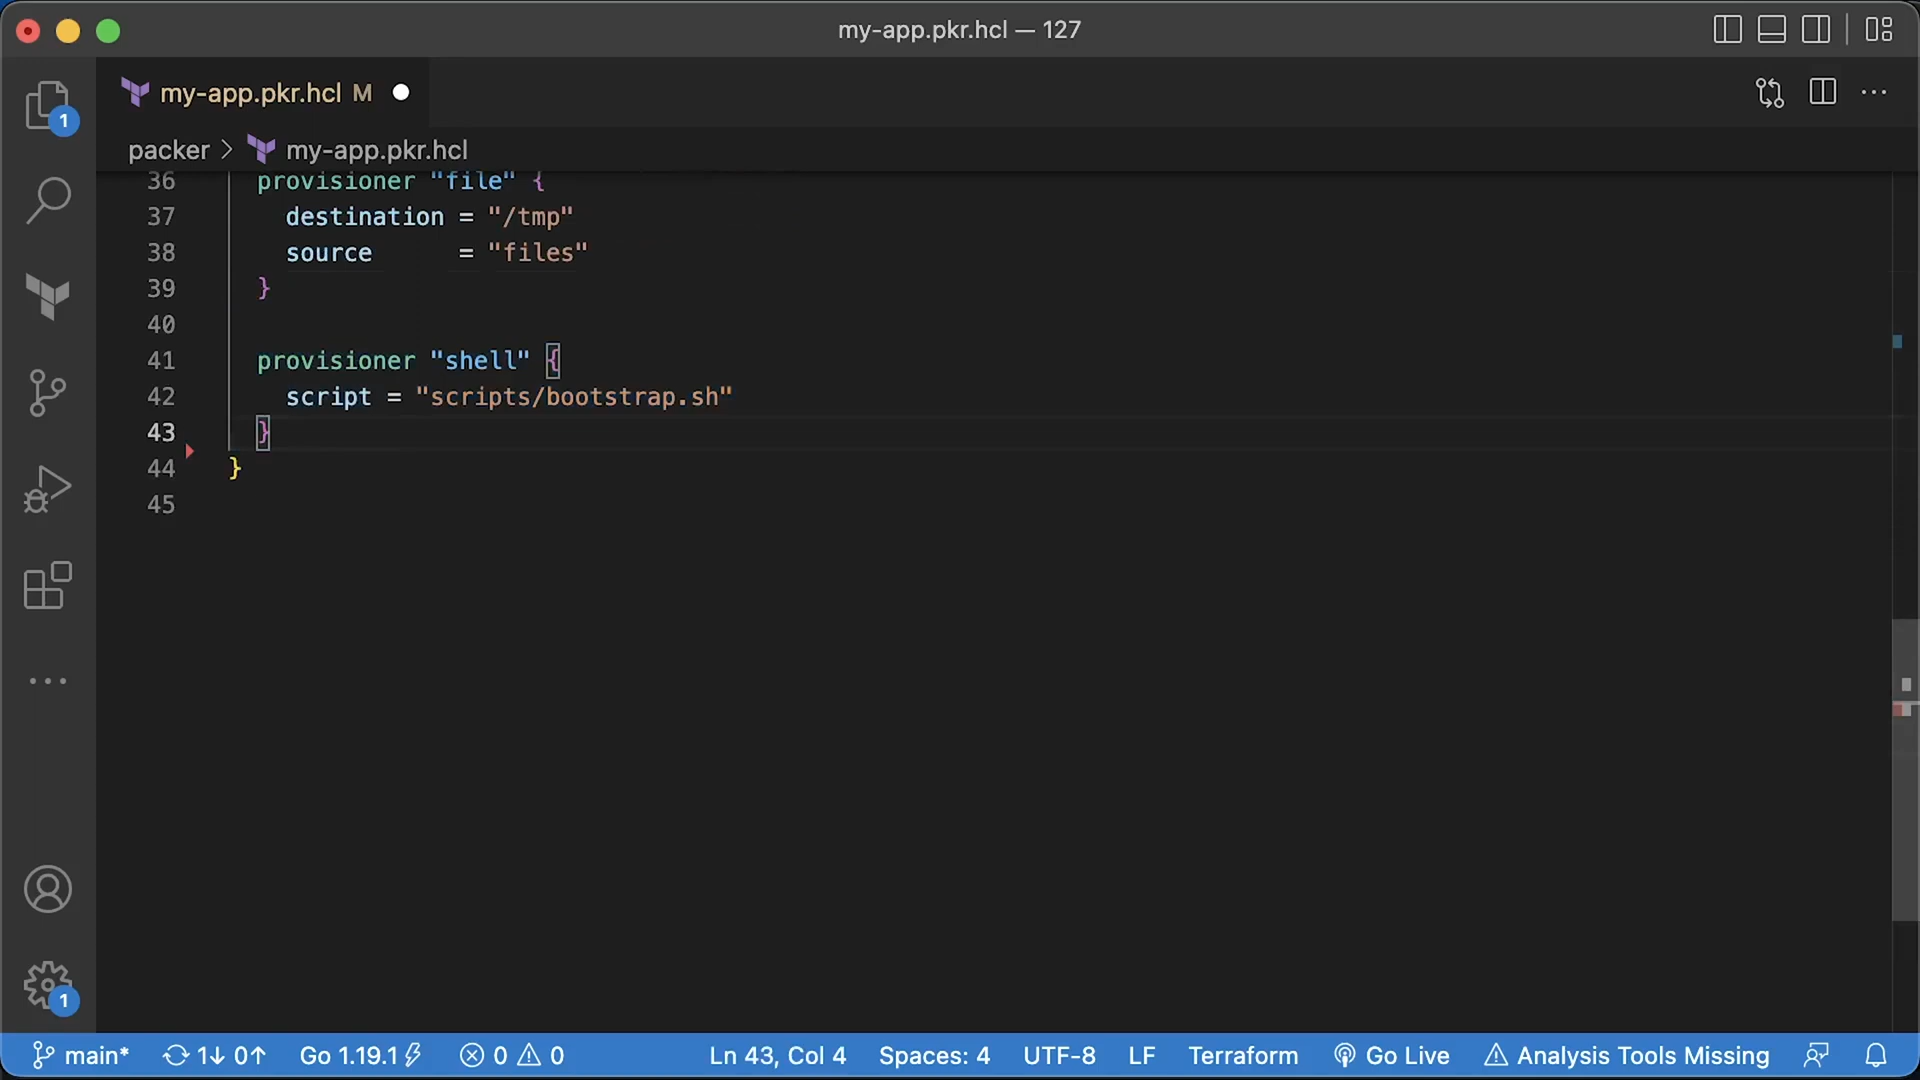 my-app.pkr.hcl — 127
my-app.pkr.hcl M
packer > my-app.pkr.hcl
36 provisioner "file" {
37 destination = "/tmp"
38 source = "files"
39 }
40
41 provisioner "shell" {
42 script = "scripts/bootstrap.sh"
43 }
44 }
45
1
1
main* 1↓ 0↑ Go 1.19.1 0 0 Ln 43, Col 4 Spaces: 4 UTF-8 LF Terraform Go Live Analysis Tools Missing